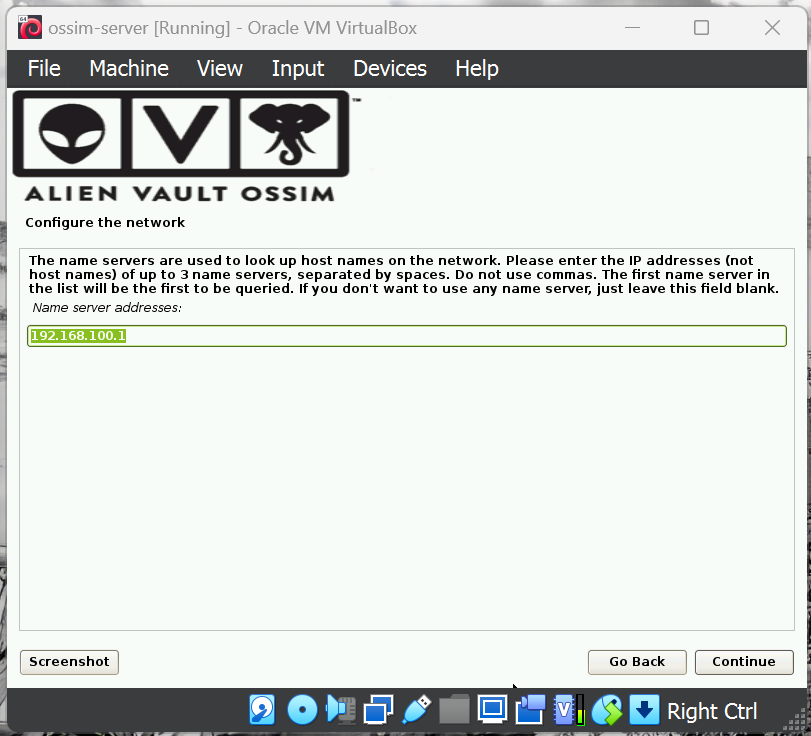 64
ossim-server [Running] - Oracle VM VirtualBox
File Machine View Input Devices Help
V
™
ALIEN VAULT OSSIM
Configure the network
The name servers are used to look up host names on the network. Please enter the IP addresses (not
host names) of up to 3 name servers, separated by spaces. Do not use commas. The first name server in
the list will be the first to be queried. If you don't want to use any name server, just leave this field blank.
Name server addresses:
192.168.100.1
Screenshot Go Back Continue
V Right Ctrl